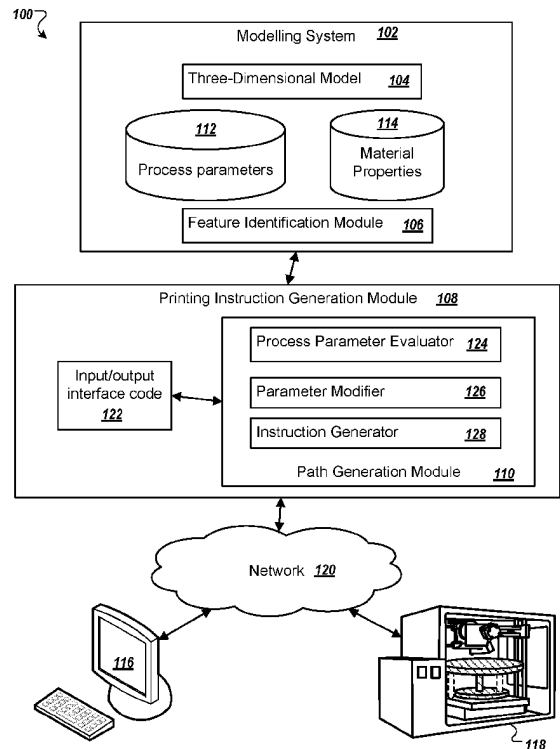 100
Modelling System 102
Three-Dimensional Model 104
112
Process parameters
114
Material
Properties
Feature Identification Module 106
Printing Instruction Generation Module 108
Process Parameter Evaluator 124
Input/output
interface code
122
Parameter Modifier 126
Instruction Generator 128
Path Generation Module 110
Network 120
116
118